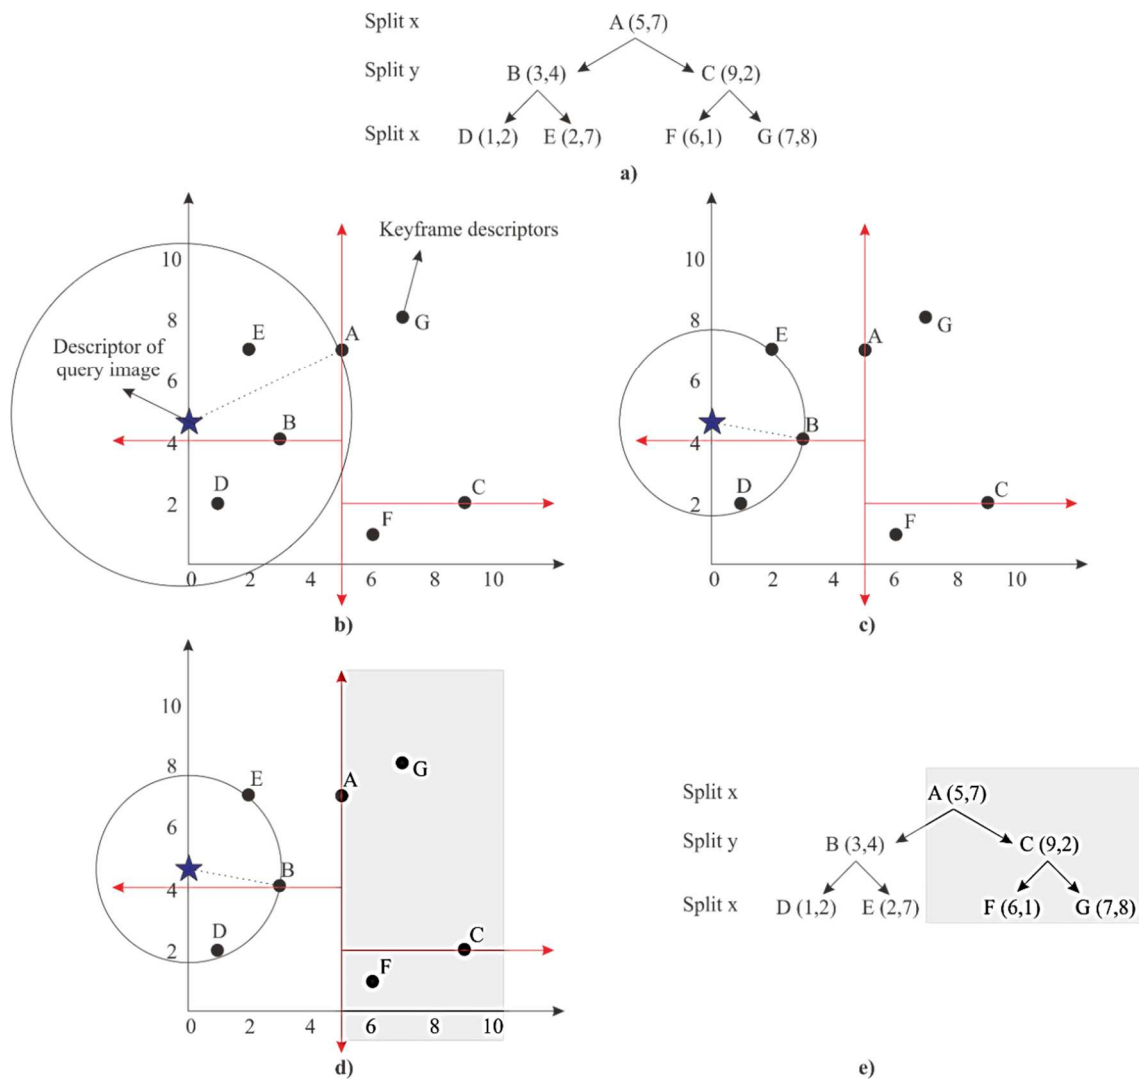 Split x A (5,7)
Split y B (3,4) C (9,2)
Split x D (1,2) E (2,7) F (6,1) G (7,8)
a)
Keyframe descriptors
10
8
G
E
A
Descriptor of
query image
6
B
4
D
2
C
F
0 2 4 6 8 10
b)
10
8
G
E
A
6
B
4
D
2
C
F
0 2 4 6 8 10
c)
10
8
G
E
A
6
B
4
D
2
C
F
0 2 4 6 8 10
d)
Split x A (5,7)
Split y B (3,4) C (9,2)
Split x D (1,2) E (2,7) F (6,1) G (7,8)
e)